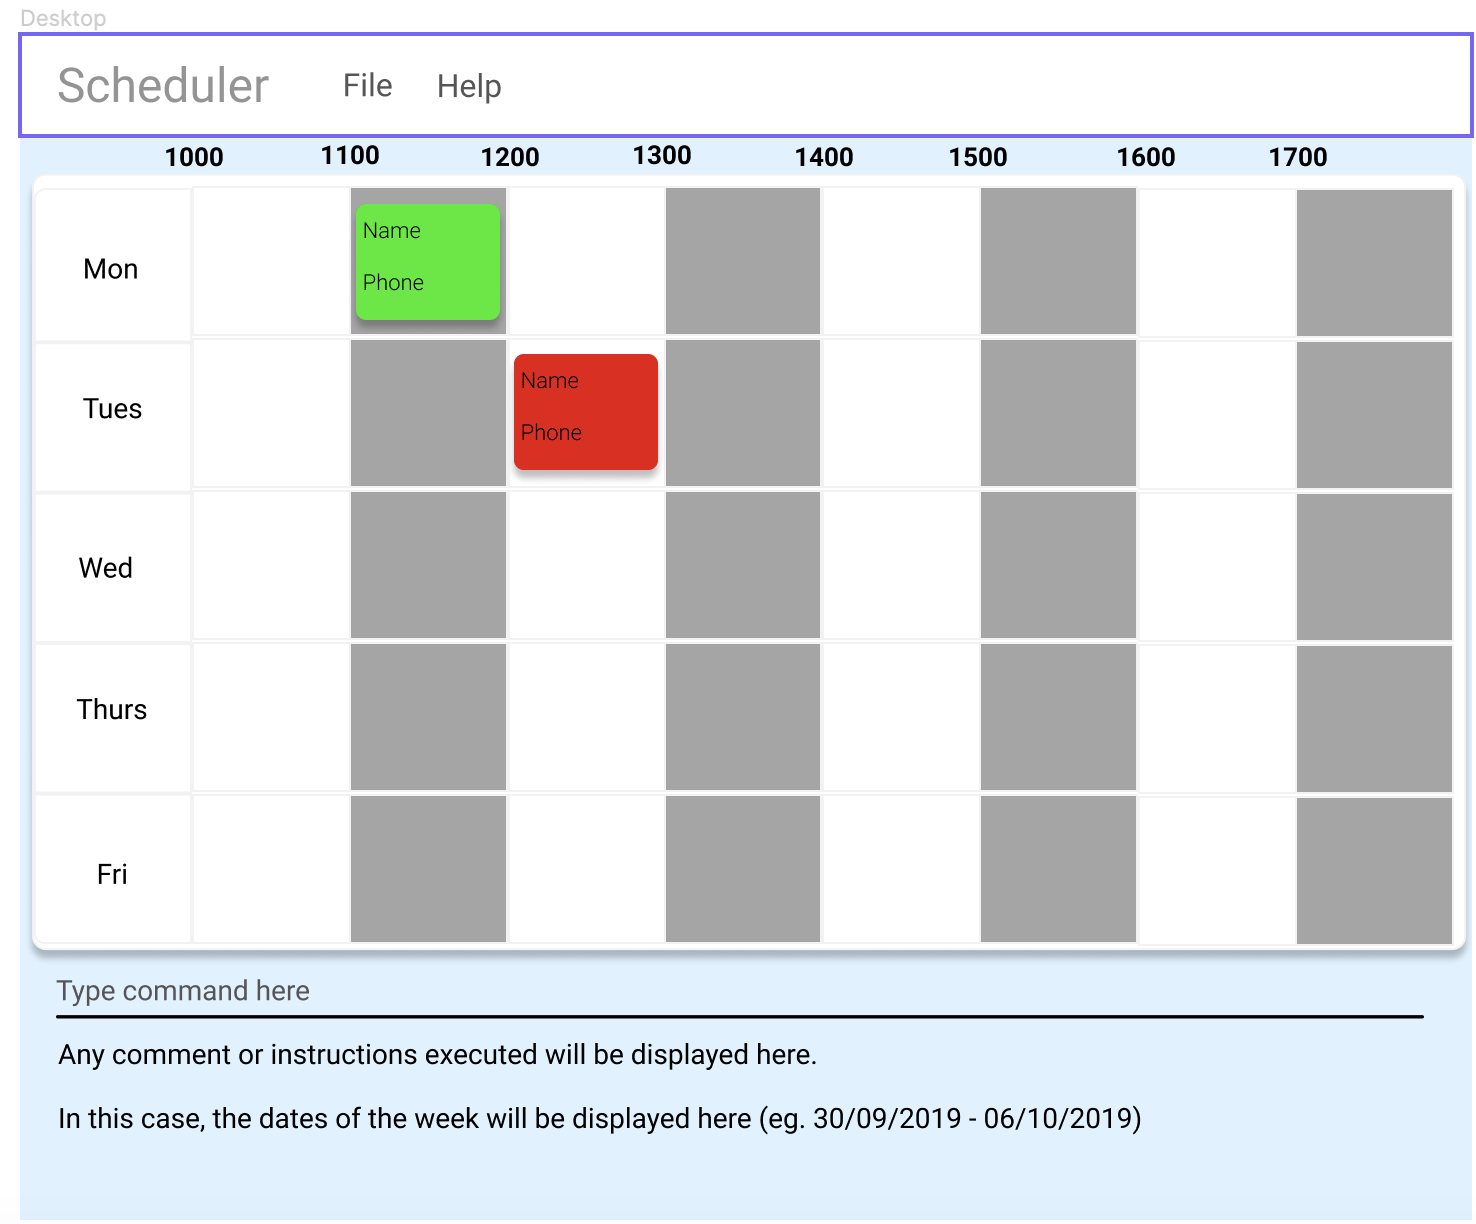 Desktop
Scheduler File Help
1000 1100 1200 1300 1400 1500 1600 1700
Mon
Name
Phone
Tues
Name
Phone
Wed
Thurs
Fri
Type command here
Any comment or instructions executed will be displayed here.
In this case, the dates of the week will be displayed here (eg. 30/09/2019 - 06/10/2019)